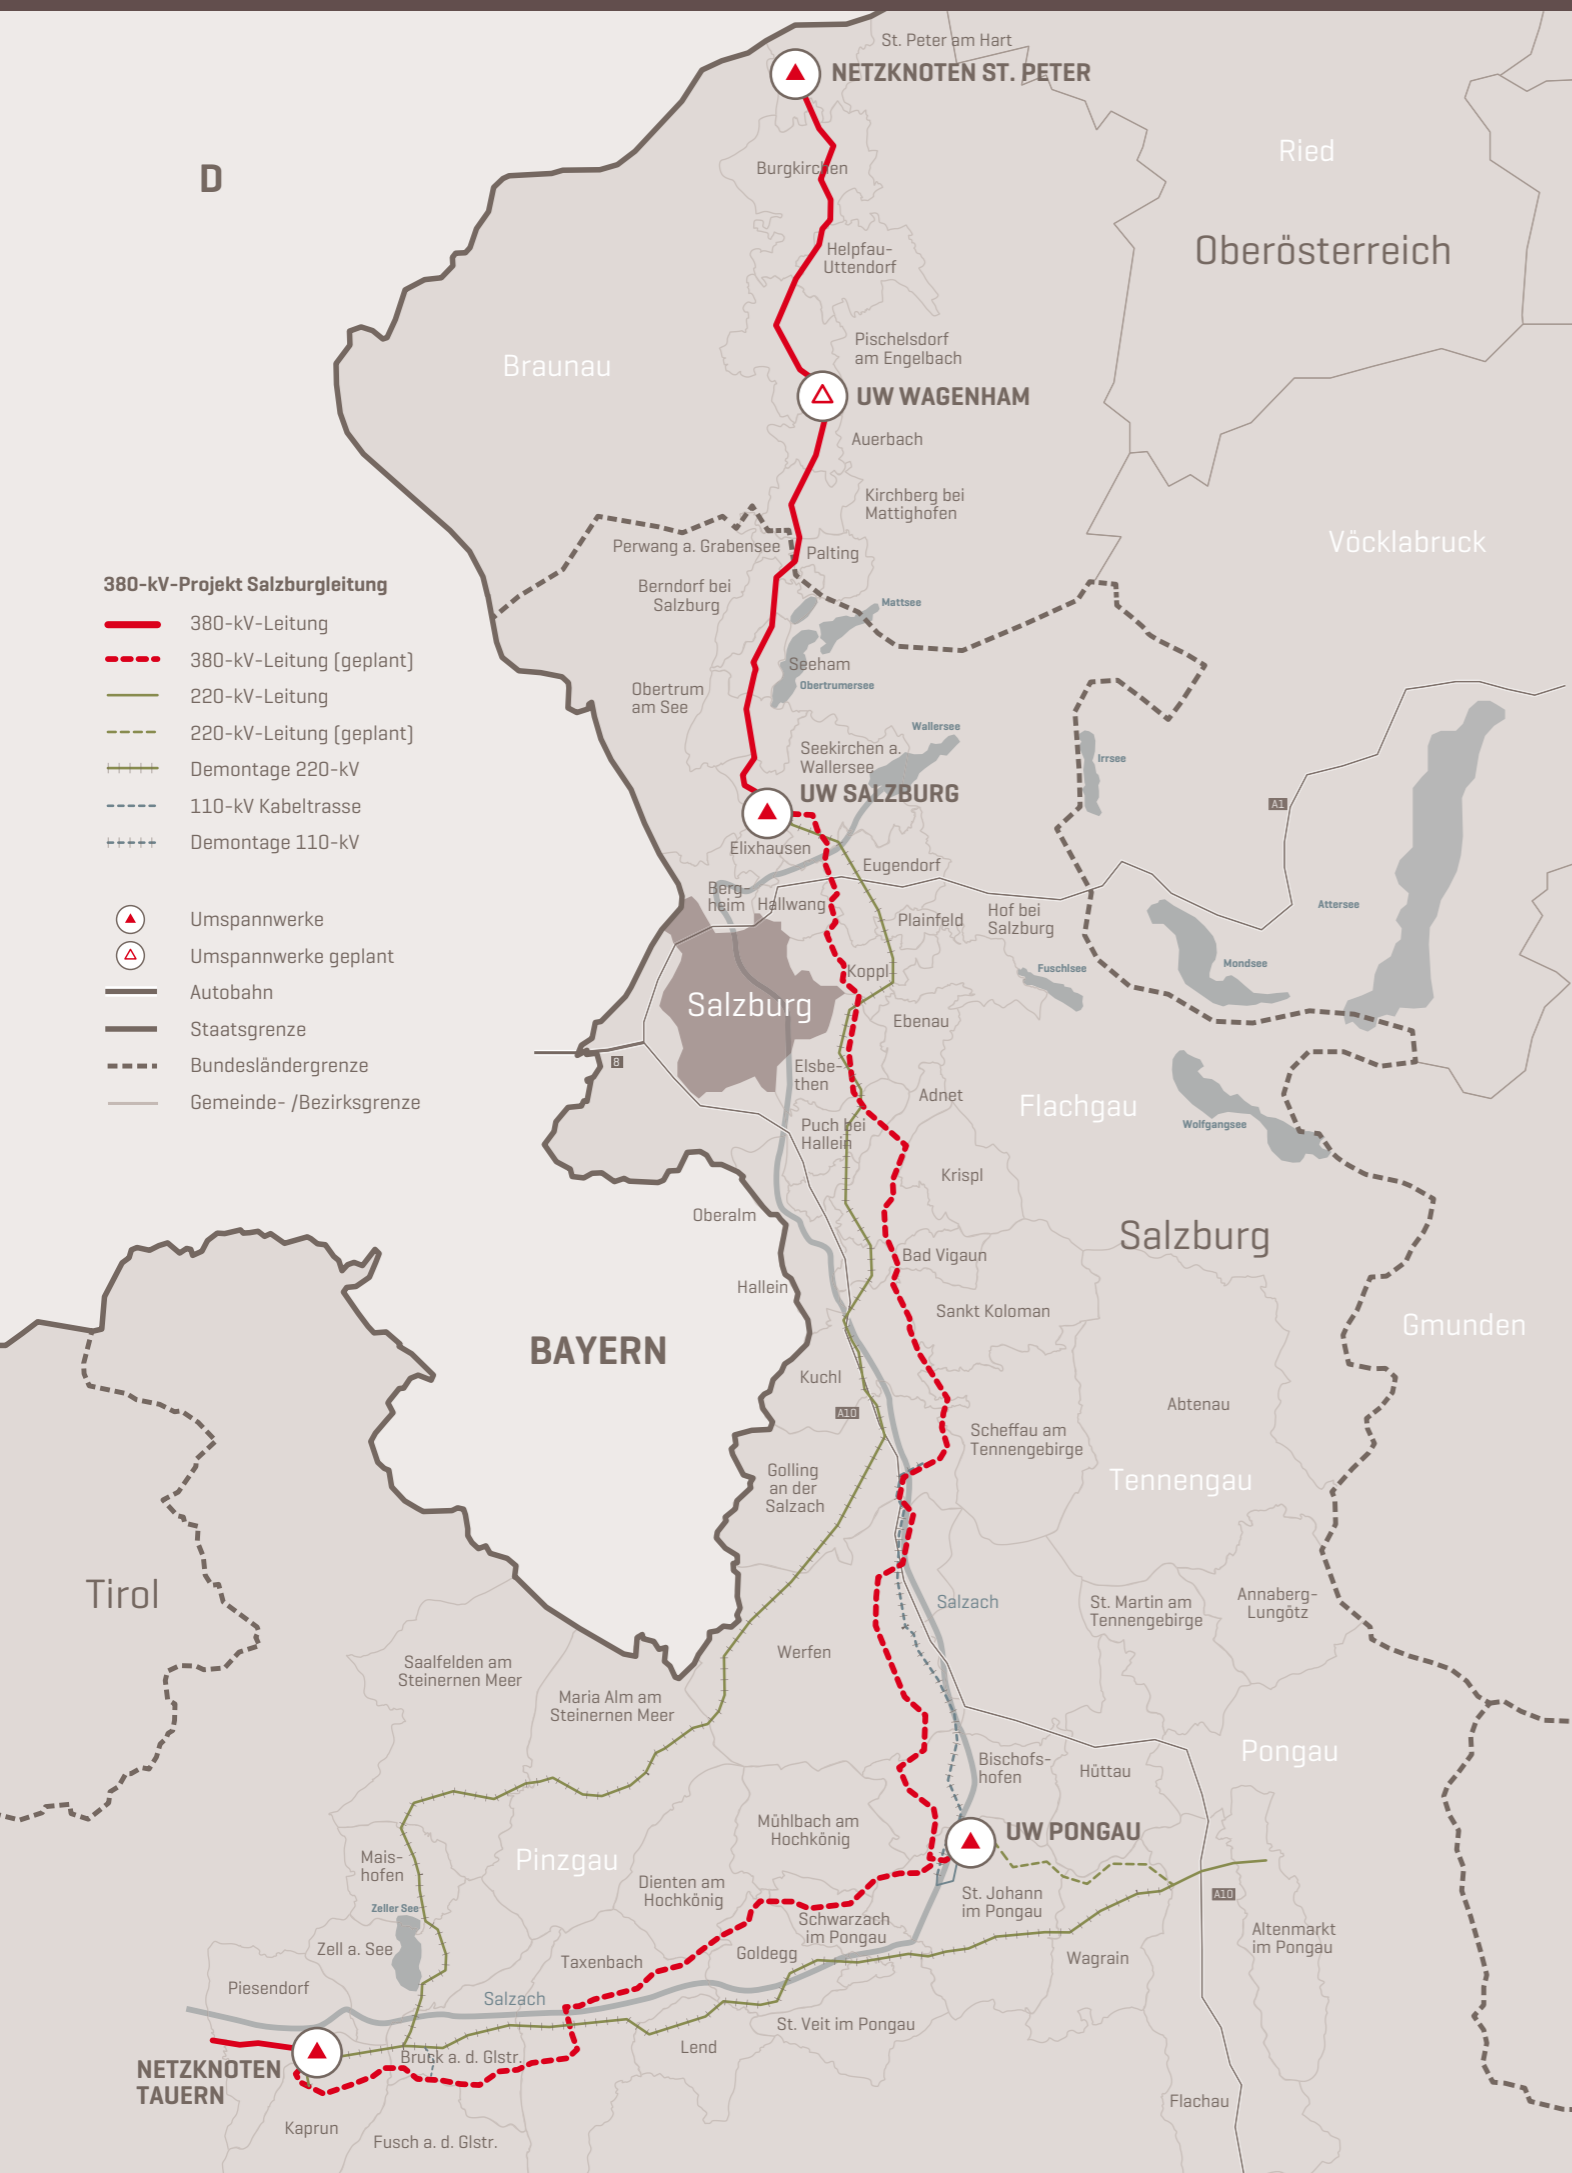 St. Peter am Hart
NETZKNOTEN ST. PETER
D
Ried
Burgkirchen
Oberösterreich
Helpfau-
Uttendorf
Pischelsdorf
am Engelbach
Braunau
UW WAGENHAM
Auerbach
Kirchberg bei
Mattighofen
Vöcklabruck
Perwang a. Grabensee
Palting
Berndorf bei
Salzburg
Mattsee
Seeham
Obertrumersee
Obertrum
am See
Wallersee
Seekirchen a.
Wallersee
Irrsee
UW SALZBURG
A1
Elixhausen
Eugendorf
Berg-
heim
Hallwang
Plainfeld
Hof bei
Salzburg
Attersee
Koppl
Fuschlsee
Mondsee
Salzburg
Ebenau
8
Elsbe-
then
Adnet
Flachgau
Wolfgangsee
Puch bei
Hallein
Krispl
Oberalm
Salzburg
Bad Vigaun
Hallein
Sankt Koloman
Gmunden
BAYERN
Kuchl
Abtenau
A10
Scheffau am
Tennengebirge
Golling
an der
Salzach
Tennengau
Tirol
Salzach
St. Martin am
Tennengebirge
Annaberg-
Lungötz
Werfen
Saalfelden am
Steinernen Meer
Maria Alm am
Steinernen Meer
Pongau
Bischofs-
hofen
Hüttau
Mühlbach am
Hochkönig
UW PONGAU
Mais-
hofen
Pinzgau
Dienten am
Hochkönig
St. Johann
im Pongau
A10
Zeller See
Schwarzach
im Pongau
Altenmarkt
im Pongau
Zell a. See
Goldegg
Wagrain
Taxenbach
Piesendorf
Salzach
St. Veit im Pongau
Lend
Bruck a. d. Glstr.
NETZKNOTEN
TAUERN
Flachau
Kaprun
Fusch a. d. Glstr.
380-kV-Projekt Salzburgleitung
380-kV-Leitung
380-kV-Leitung (geplant)
220-kV-Leitung
220-kV-Leitung (geplant)
Demontage 220-kV
110-kV Kabeltrasse
Demontage 110-kV
Umspannwerke
Umspannwerke geplant
Autobahn
Staatsgrenze
Bundesländergrenze
Gemeinde- /Bezirksgrenze